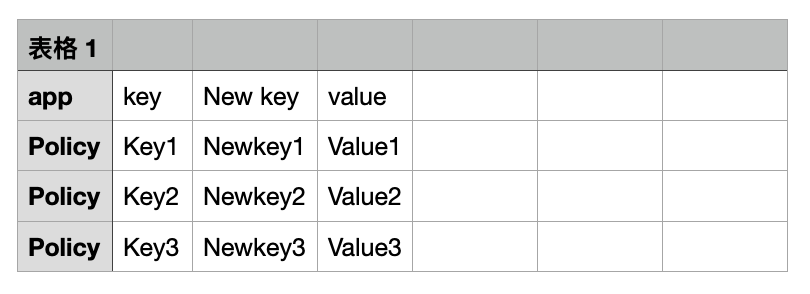 表格 1
app key New key value
Policy Key1 Newkey1 Value1
Policy Key2 Newkey2 Value2
Policy Key3 Newkey3 Value3